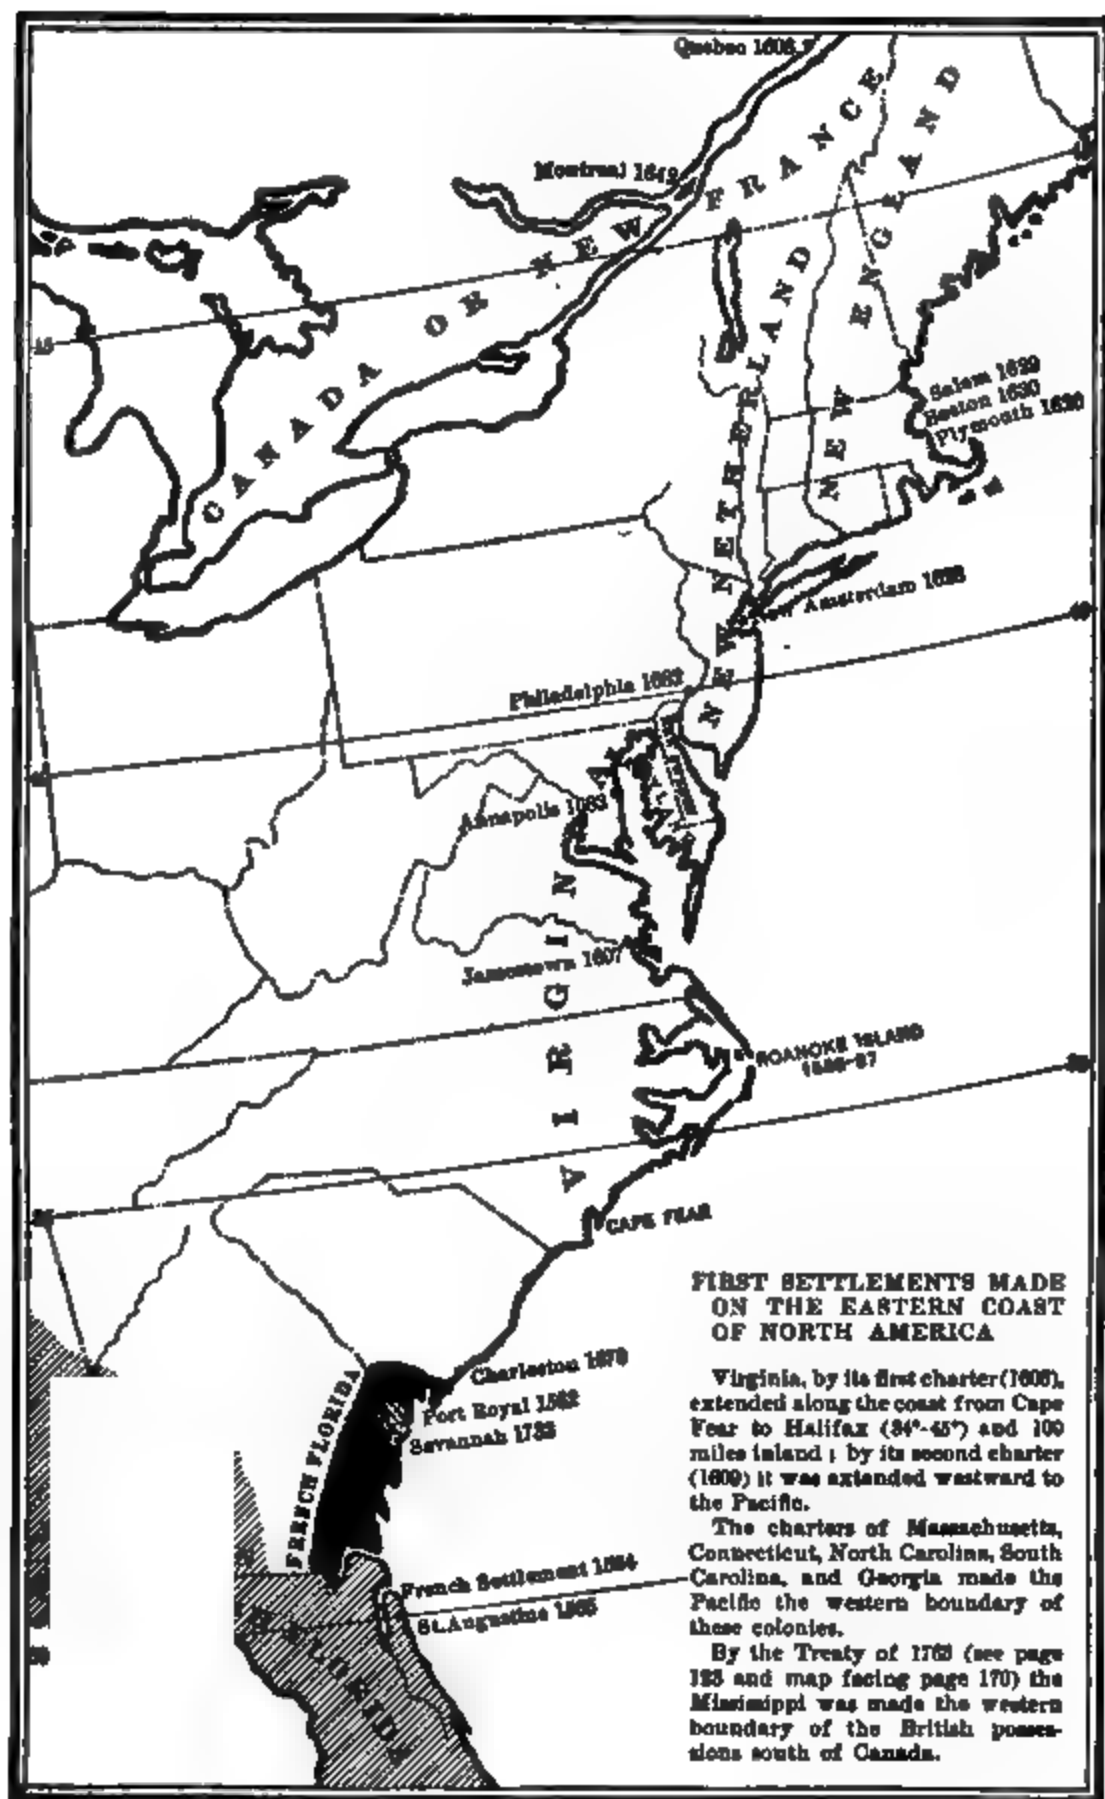 Quebec 1608
Montreal 1642
CANADA OR NEW FRANCE
NEW ENGLAND
NEW NETHERLAND
45
Salem 1629
Boston 1630
Plymouth 1620
Amsterdam
40
Philadelphia 1682
Annapolis
VIRGINIA
Jamestown 1607
ROANOKE ISLAND
CAPE FEAR
Charleston 1670
Port Royal 1562
Savannah 1733
FRENCH FLORIDA
French Settlement 1564
St. Augustine 1565
FLORIDA
30
FIRST SETTLEMENTS MADE
ON THE EASTERN COAST
OF NORTH AMERICA
Virginia, by its first charter (1606),
extended along the coast from Cape
Fear to Halifax (34°-45°) and 100
miles inland; by its second charter
(1609) it was extended westward to
the Pacific.
The charters of Massachusetts,
Connecticut, North Carolina, South
Carolina, and Georgia made the
Pacific the western boundary of
these colonies.
By the Treaty of 1763 (see page
and map facing page 170) the
Mississippi was made the western
boundary of the British posses-
sions south of Canada.